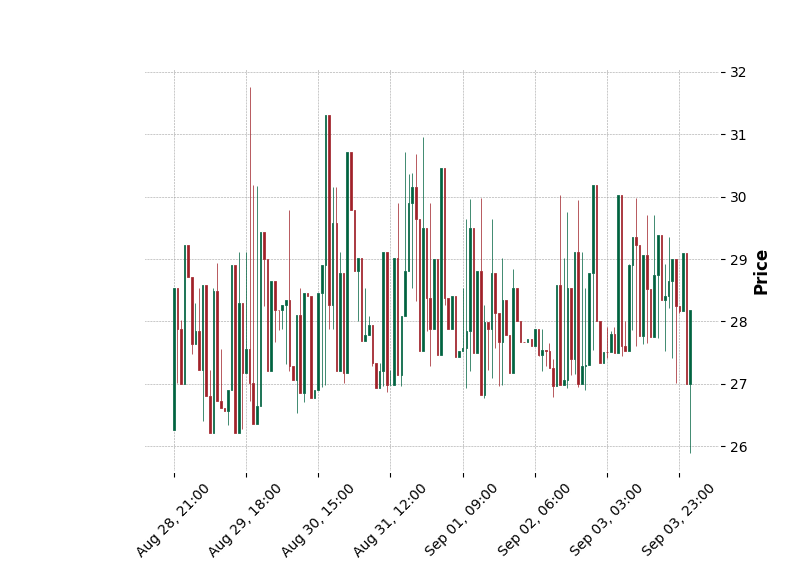 32
31
30
29
28
27
26
Price
Aug 28, 21:00
Aug 29, 18:00
Aug 30, 15:00
Aug 31, 12:00
Sep 01, 09:00
Sep 02, 06:00
Sep 03, 03:00
Sep 03, 23:00